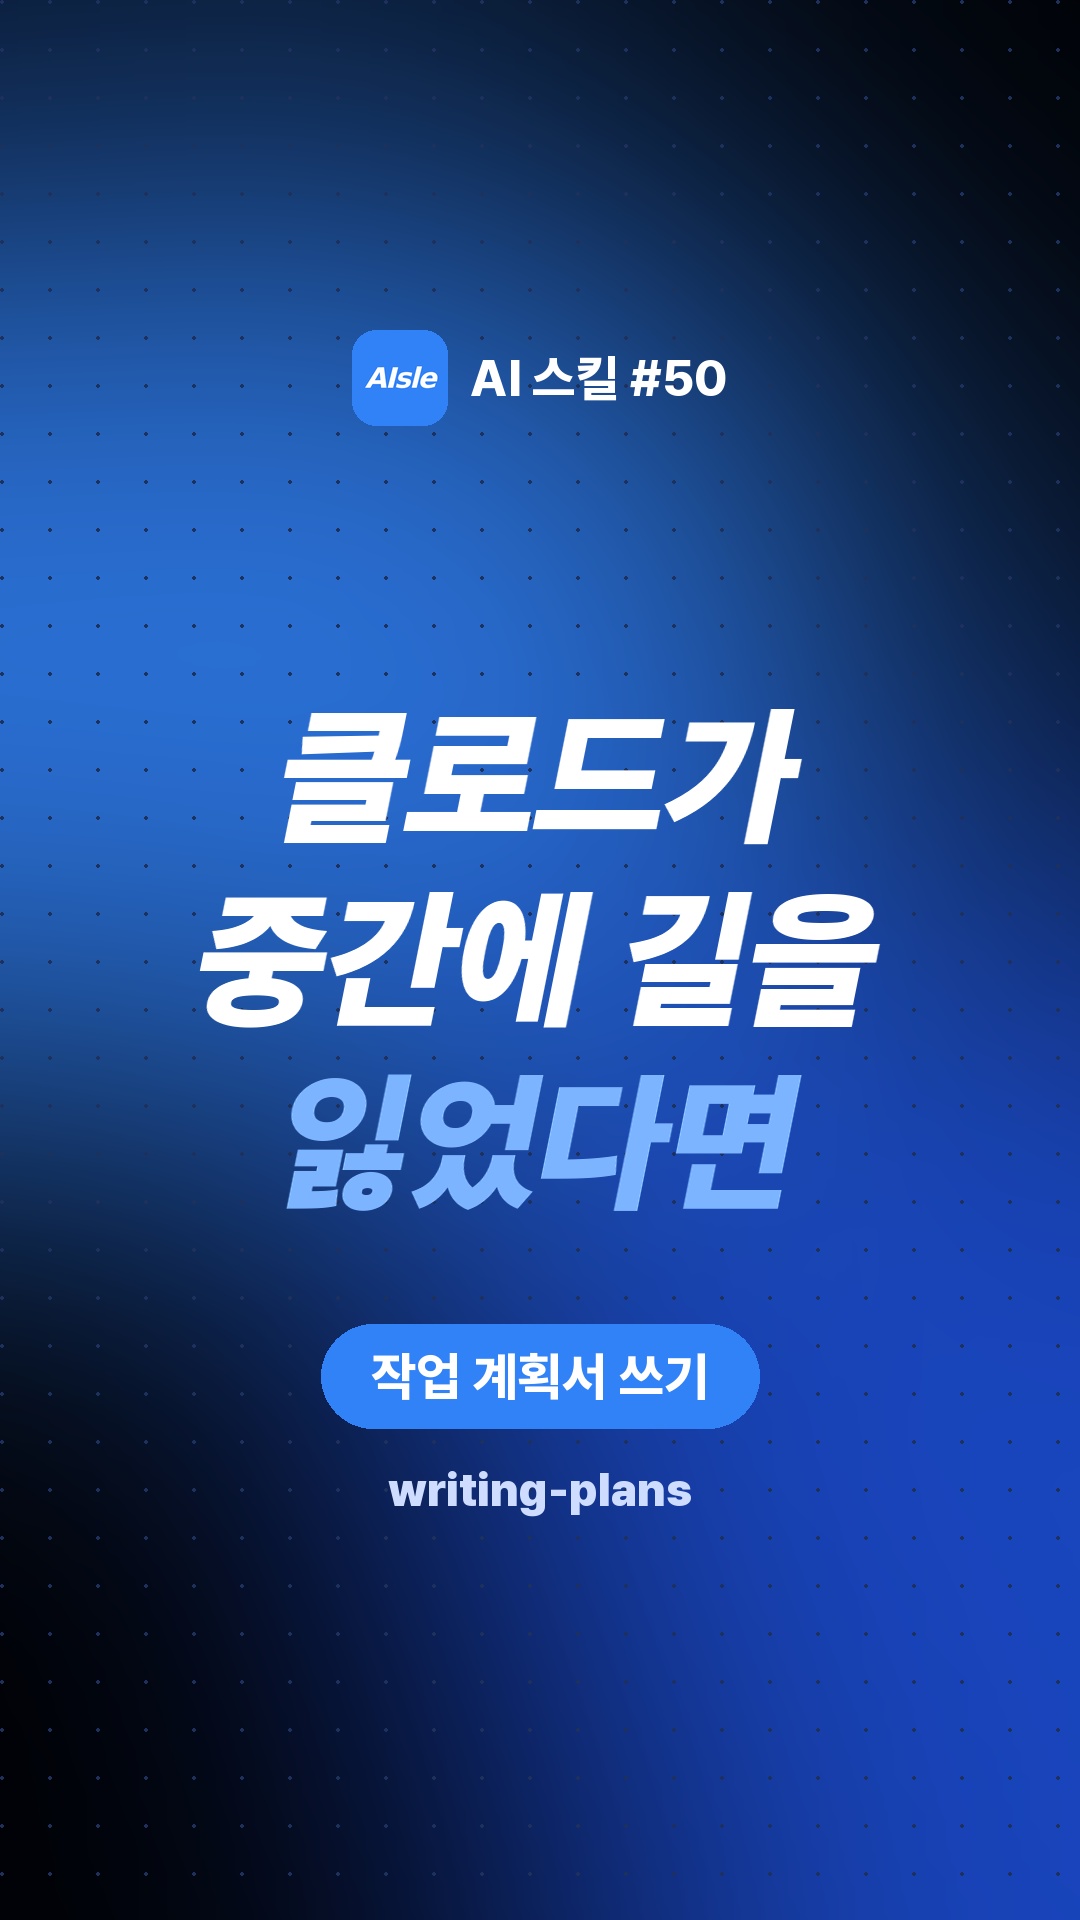 AIsle AI 스킬 #50
클로드가
중간에 길을
잃었다면
작업 계획서 쓰기
writing-plans